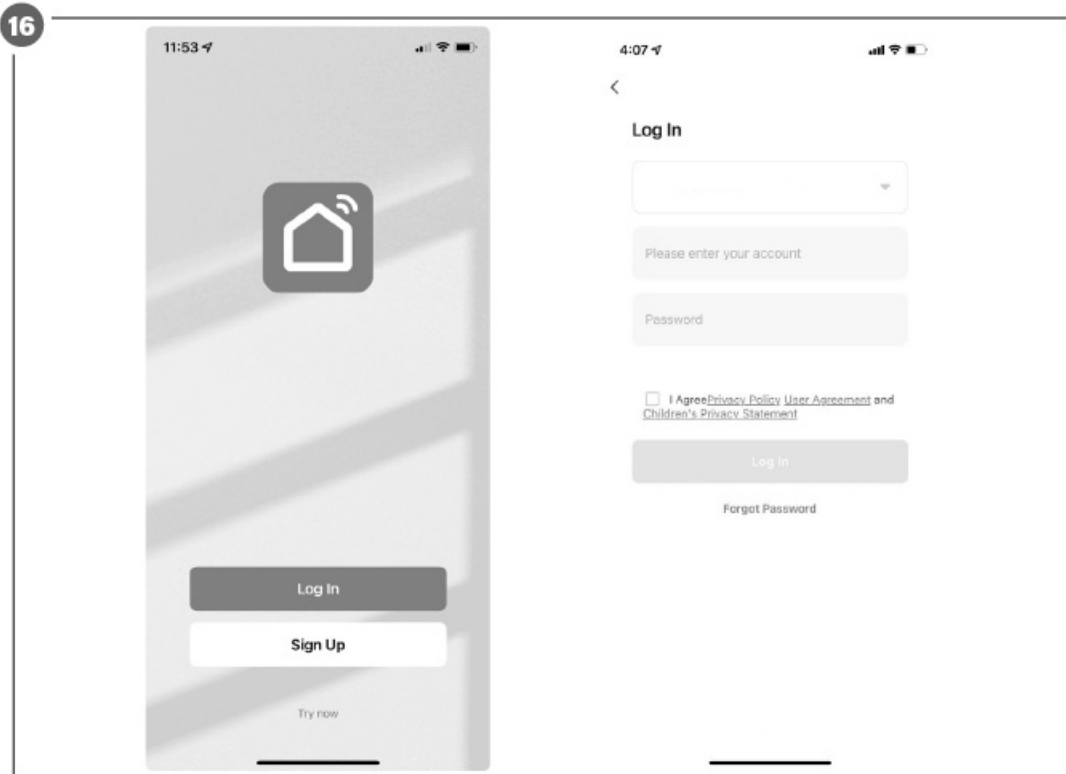 16
11:53
Log In
Sign Up
Try now
4:07
Log In
Please enter your account
Password
I AgreePrivacy Policy User Agreement and
Children's Privacy Statement
Log In
Forgot Password